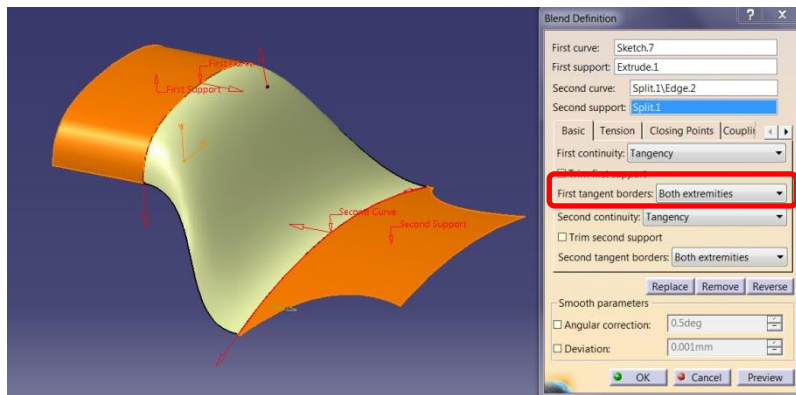 Blend Definition
? X
First curve: Sketch.7
First support: Extrude.1
Second curve: Split.1\Edge.2
Second support: Split.1
Basic Tension Closing Points Couplin
First continuity: Tangency
Trim first support
First tangent borders: Both extremities
Second continuity: Tangency
Trim second support
Second tangent borders: Both extremities
Replace Remove Reverse
Smooth parameters
Angular correction: 0.5deg
Deviation: 0.001mm
OK Cancel Preview
First Curve
First Support
Second Curve
Second Support